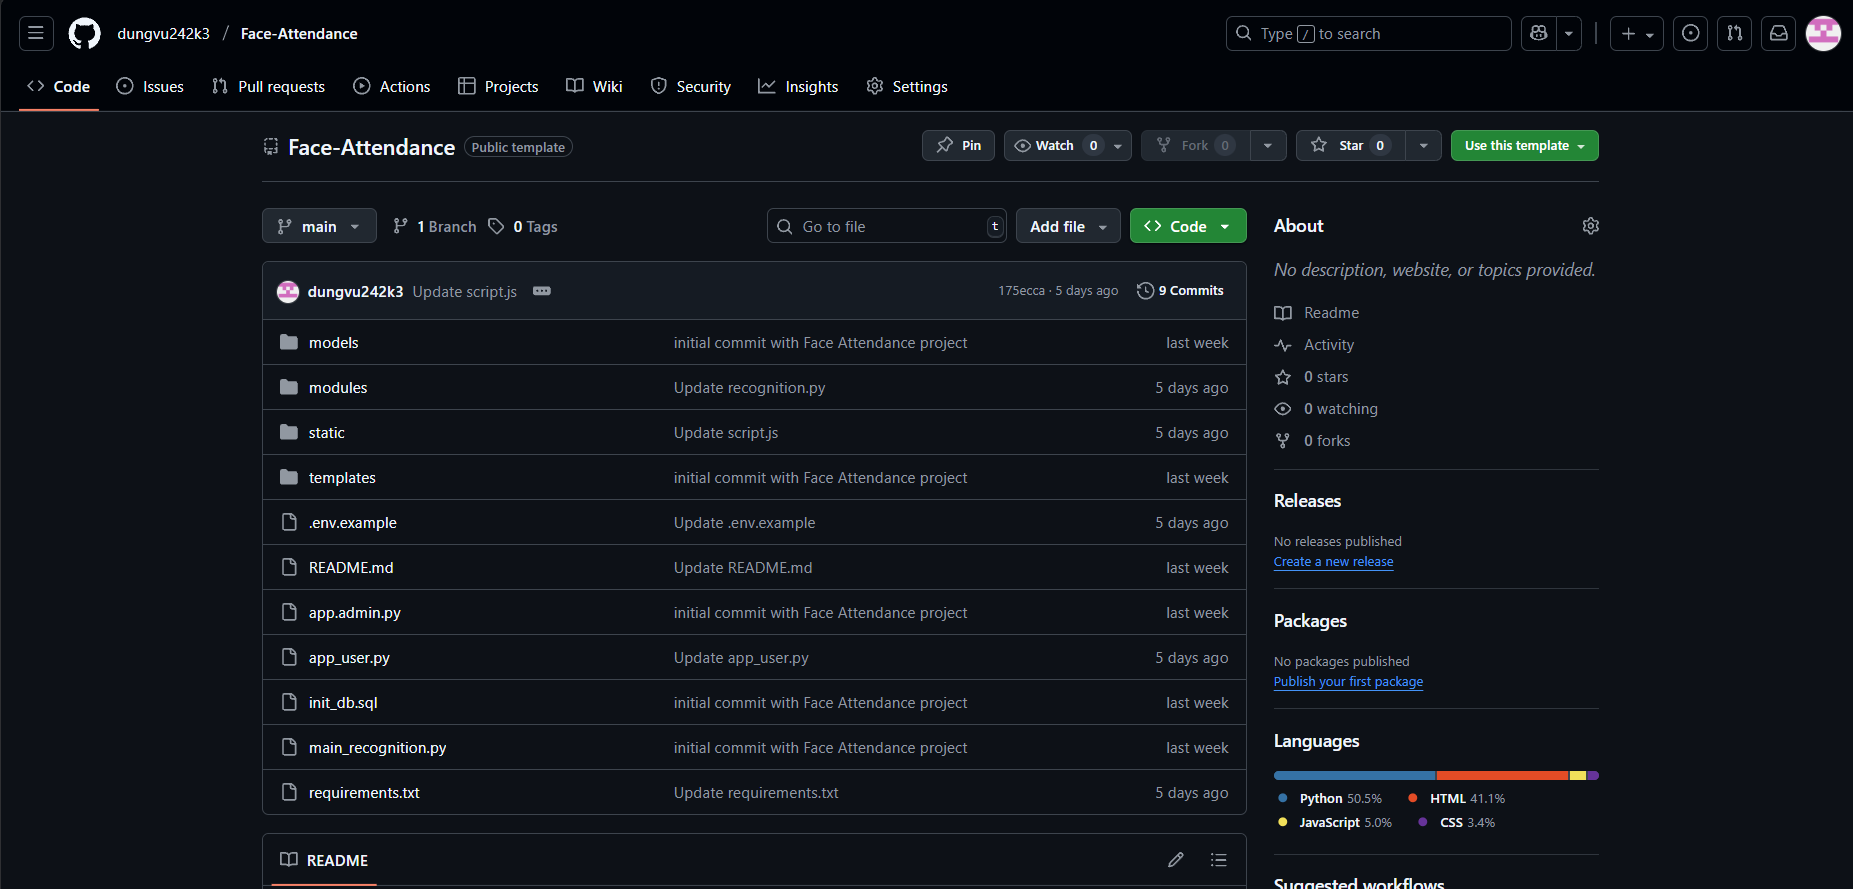 dungvu242k3 / Face-Attendance
Type / to search
Code Issues Pull requests Actions Projects Wiki Security Insights Settings
Face-Attendance Public template
Pin Watch 0 Fork 0 Star 0 Use this template
main 1 Branch 0 Tags Go to file t Add file Code
dungvu242k3 Update script.js 175ecca · 5 days ago 9 Commits
models initial commit with Face Attendance project last week
modules Update recognition.py 5 days ago
static Update script.js 5 days ago
templates initial commit with Face Attendance project last week
.env.example Update .env.example 5 days ago
README.md Update README.md last week
app.admin.py initial commit with Face Attendance project last week
app_user.py Update app_user.py 5 days ago
init_db.sql initial commit with Face Attendance project last week
main_recognition.py initial commit with Face Attendance project last week
requirements.txt Update requirements.txt 5 days ago
README
About
No description, website, or topics provided.
Readme
Activity
0 stars
0 watching
0 forks
Releases
No releases published
Create a new release
Packages
No packages published
Publish your first package
Languages
Python 50.5% HTML 41.1%
JavaScript 5.0% CSS 3.4%
Suggested workflows